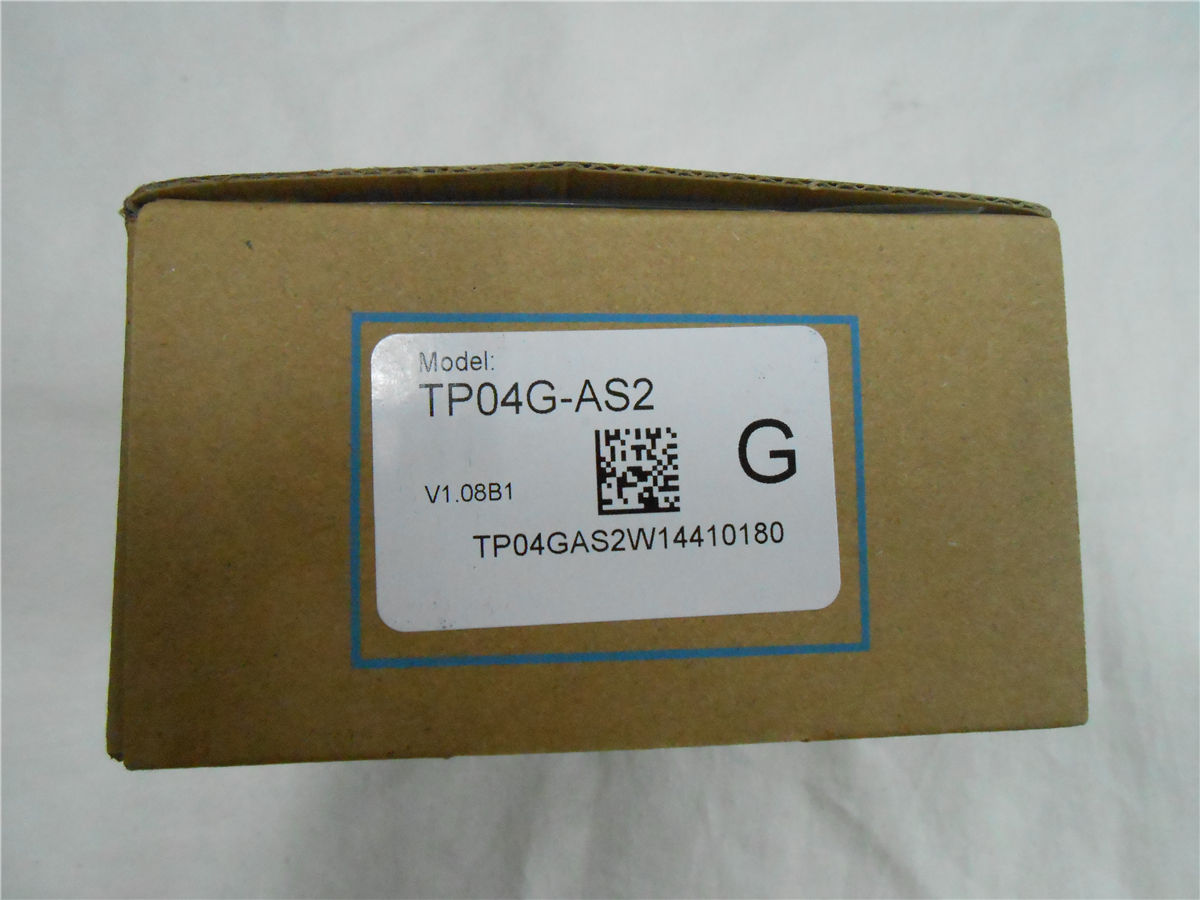 Model:
TP04G-AS2
G
V1.08B1
TP04GAS2W14410180